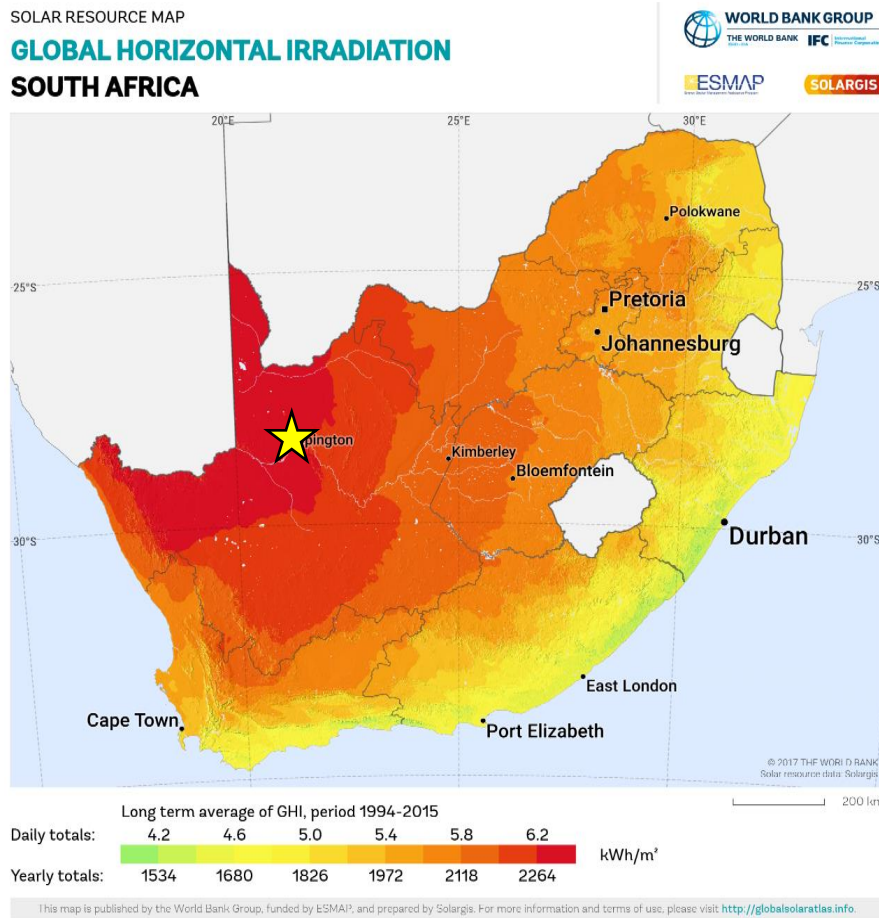 SOLAR RESOURCE MAP
GLOBAL HORIZONTAL IRRADIATION
SOUTH AFRICA
WORLD BANK GROUP
THE WORLD BANK
IFC
International
ESMAP
SOLARGIS
20°E
25°E
30°E
Polokwane
25°S
25°S
Pretoria
Johannesburg
pington
Kimberley
Bloemfontein
30°S
30°S
Durban
East London
Cape Town
Port Elizabeth
© 2017 THE WORLD BANK
Solar resource data: Solargis
200 km
Long term average of GHI, period 1994-2015
Daily totals: 4.2 4.6 5.0 5.4 5.8 6.2
kWh/m²
Yearly totals: 1534 1680 1826 1972 2118 2264
This map is published by the World Bank Group, funded by ESMAP, and prepared by Solargis. For more information and terms of use, please visit http://globalsolaratlas.info.